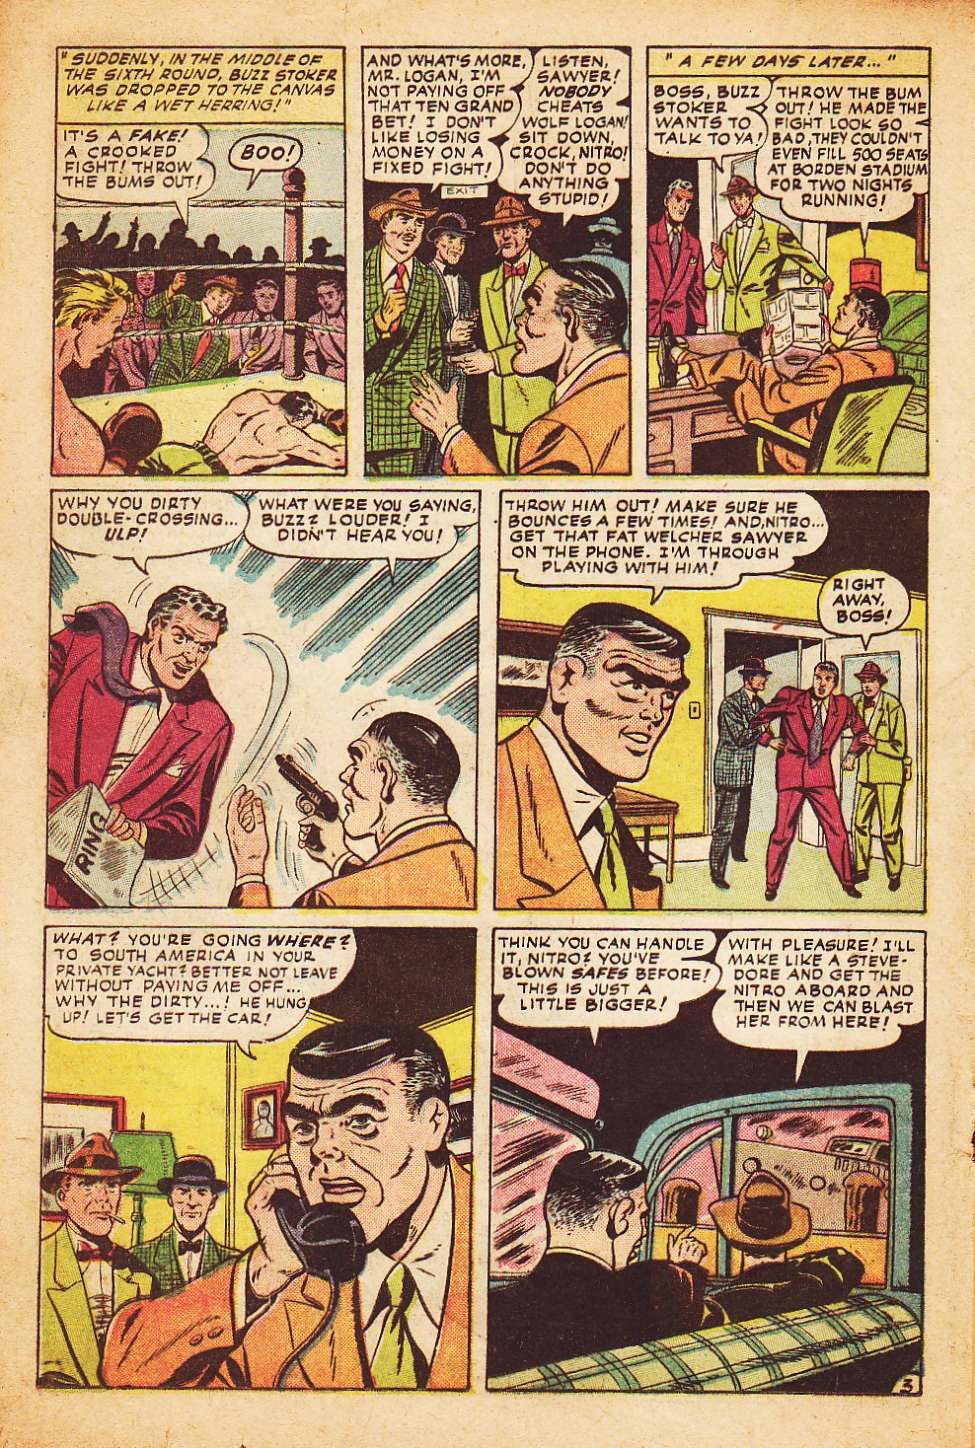 "SUDDENLY, IN THE MIDDLE OF
THE SIXTH ROUND, BUZZ STOKER
WAS DROPPED TO THE CANVAS
LIKE A WET HERRING!"
IT'S A FAKE!
A CROOKED
FIGHT! THROW
THE BUMS OUT!
BOO!
AND WHAT'S MORE,
MR. LOGAN, I'M
NOT PAYING OFF
THAT TEN GRAND
BET! I DON'T
LIKE LOSING
MONEY ON A
FIXED FIGHT!
LISTEN,
SAWYER!
NOBODY
CHEATS
WOLF LOGAN!
SIT DOWN,
CROCK, NITRO!
DON'T DO
ANYTHING
STUPID!
EXIT
"A FEW DAYS LATER..."
BOSS, BUZZ
STOKER
WANTS TO
TALK TO YA!
THROW THE BUM
OUT! HE MADE THE
FIGHT LOOK SO
BAD, THEY COULDN'T
EVEN FILL 500 SEATS
AT BORDEN STADIUM
FOR TWO NIGHTS
RUNNING!
WHY YOU DIRTY
DOUBLE-CROSSING...
ULP!
WHAT WERE YOU SAYING,
BUZZ? LOUDER! I
DIDN'T HEAR YOU!
RING
THROW HIM OUT! MAKE SURE HE
BOUNCES A FEW TIMES! AND, NITRO...
GET THAT FAT WELCHER SAWYER
ON THE PHONE. I'M THROUGH
PLAYING WITH HIM!
RIGHT
AWAY,
BOSS!
WHAT? YOU'RE GOING WHERE?
TO SOUTH AMERICA IN YOUR
PRIVATE YACHT? BETTER NOT LEAVE
WITHOUT PAYING ME OFF...
WHY THE DIRTY...! HE HUNG
UP! LET'S GET THE CAR!
THINK YOU CAN HANDLE
IT, NITRO? YOU'VE
BLOWN SAFES BEFORE!
THIS IS JUST A
LITTLE BIGGER!
WITH PLEASURE! I'LL
MAKE LIKE A STEVE-
DORE AND GET THE
NITRO ABOARD AND
THEN WE CAN BLAST
HER FROM HERE!
3